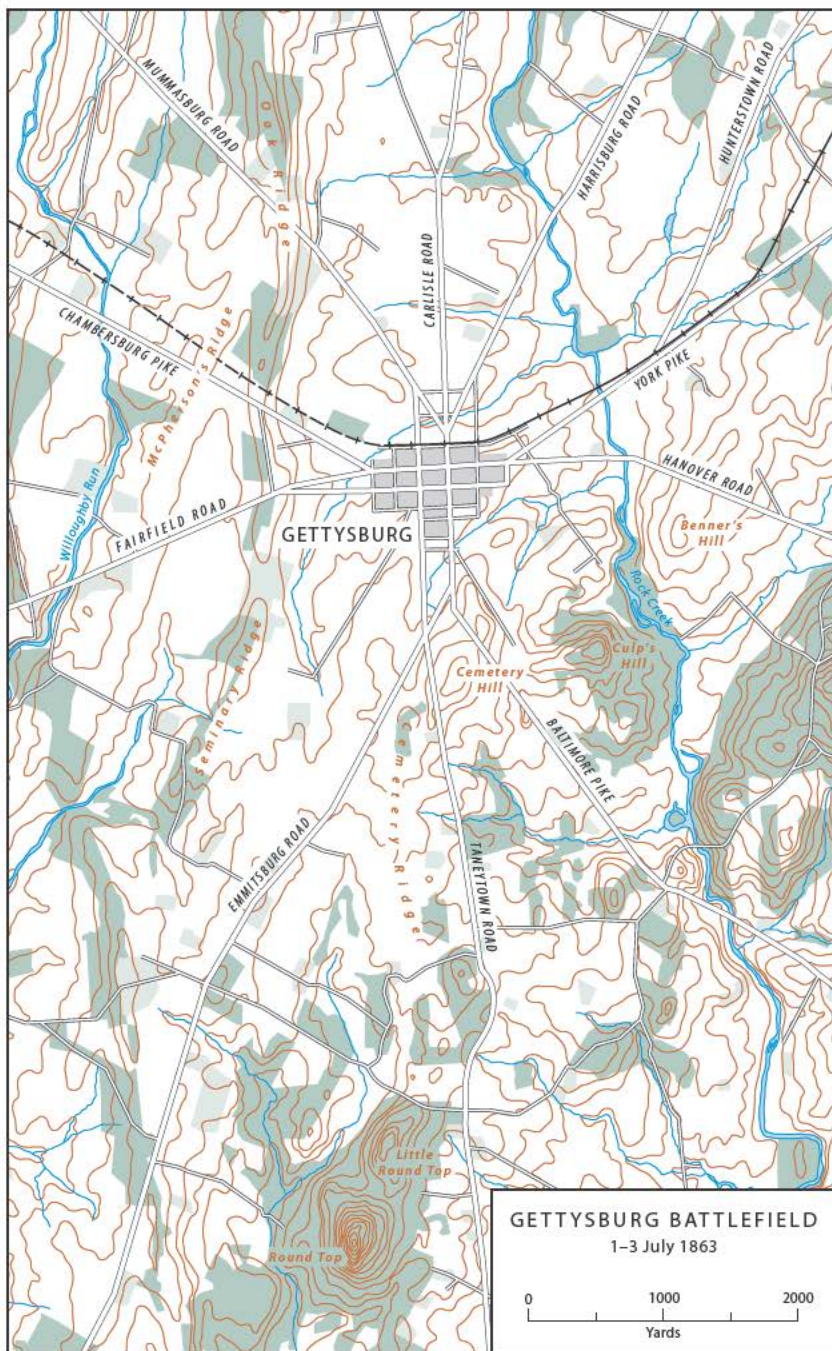 MUMMASBURG ROAD
Oak Ridge
CARLISLE ROAD
HARRISBURG ROAD
HUNTERSTOWN ROAD
CHAMBERSBURG PIKE
McPherson's Ridge
YORK PIKE
HANOVER ROAD
Willoughby Run
FAIRFIELD ROAD
GETTYSBURG
Benner's
Hill
Rock Creek
Culp's
Hill
Cemetery
Hill
Seminary Ridge
Cemetery Ridge
BALTIMORE PIKE
EMMITSBURG ROAD
TANEYTOWN ROAD
Little
Round Top
Round Top
GETTYSBURG BATTLEFIELD
1–3 July 1863
0 1000 2000
Yards